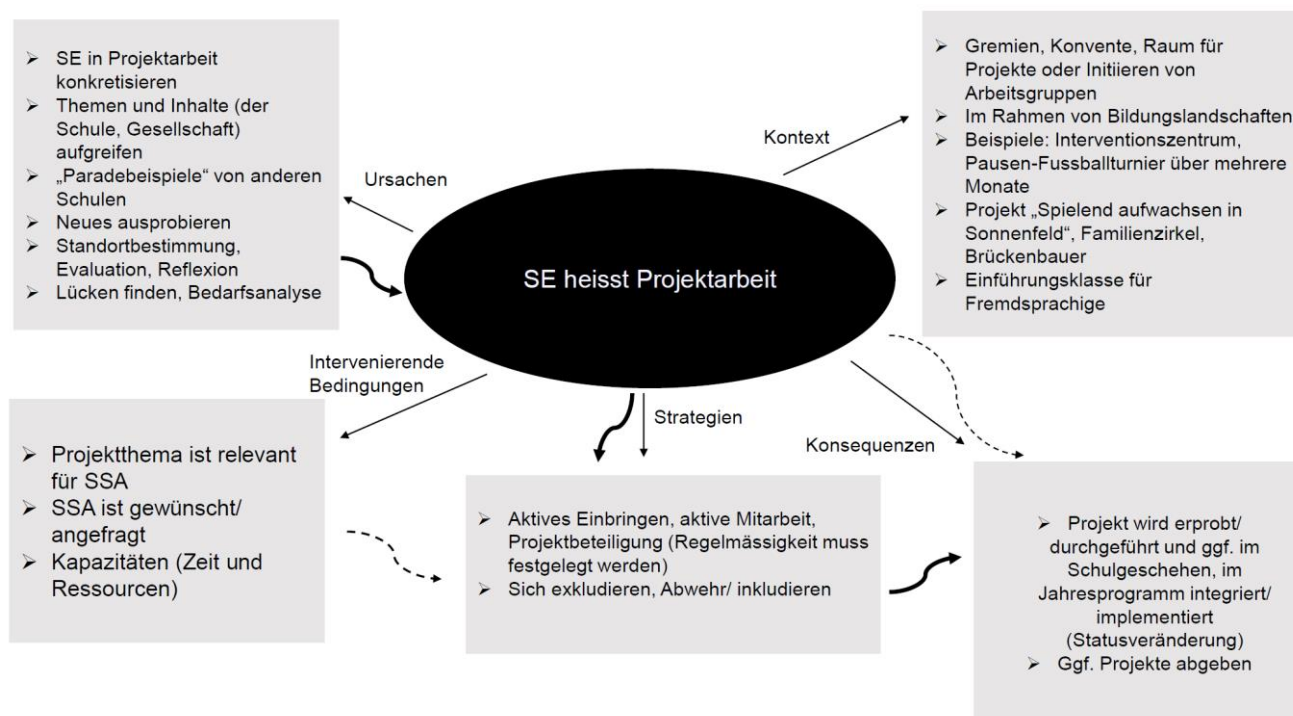 ➢ SE in Projektarbeit
konkretisieren
➢ Themen und Inhalte (der
Schule, Gesellschaft)
aufgreifen
➢ „Paradebeispiele“ von anderen
Schulen
➢ Neues ausprobieren
➢ Standortbestimmung,
Evaluation, Reflexion
➢ Lücken finden, Bedarfsanalyse
Ursachen
Kontext
➢ Gremien, Konvente, Raum für
Projekte oder Initiieren von
Arbeitsgruppen
➢ Im Rahmen von Bildungslandschaften
➢ Beispiele: Interventionszentrum,
Pausen-Fussballturnier über mehrere
Monate
➢ Projekt „Spielend aufwachsen in
Sonnenfeld“, Familienzirkel,
Brückenbauer
➢ Einführungsklasse für
Fremdsprachige
SE heisst Projektarbeit
Intervenierende
Bedingungen
Strategien
Konsequenzen
➢ Projektthema ist relevant
für SSA
➢ SSA ist gewünscht/
angefragt
➢ Kapazitäten (Zeit und
Ressourcen)
➢ Aktives Einbringen, aktive Mitarbeit,
Projektbeteiligung (Regelmässigkeit muss
festgelegt werden)
➢ Sich exkludieren, Abwehr/ inkludieren
➢ Projekt wird erprobt/
durchgeführt und ggf. im
Schulgeschehen, im
Jahresprogramm integriert/
implementiert
(Statusveränderung)
➢ Ggf. Projekte abgeben